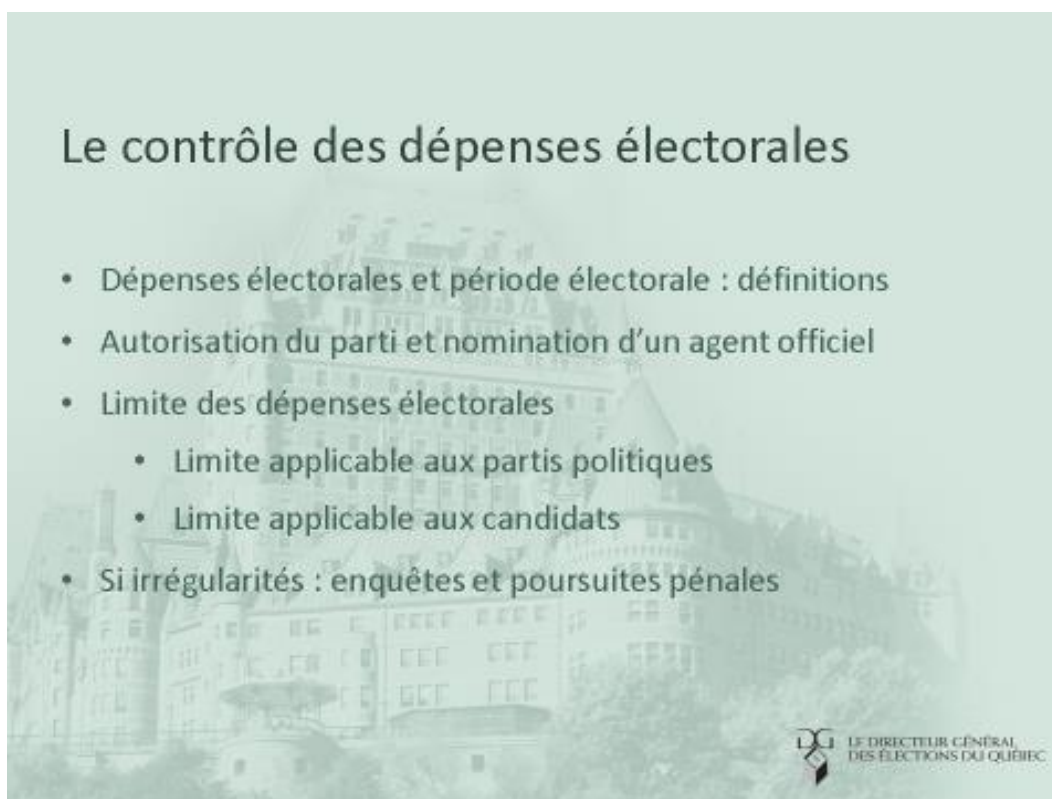 Le contrôle des dépenses électorales
• Dépenses électorales et période électorale : définitions
• Autorisation du parti et nomination d’un agent officiel
• Limite des dépenses électorales
• Limite applicable aux partis politiques
• Limite applicable aux candidats
• Si irrégularités : enquêtes et poursuites pénales
LE DIRECTEUR GÉNÉRAL
DES ÉLECTIONS DU QUÉBEC